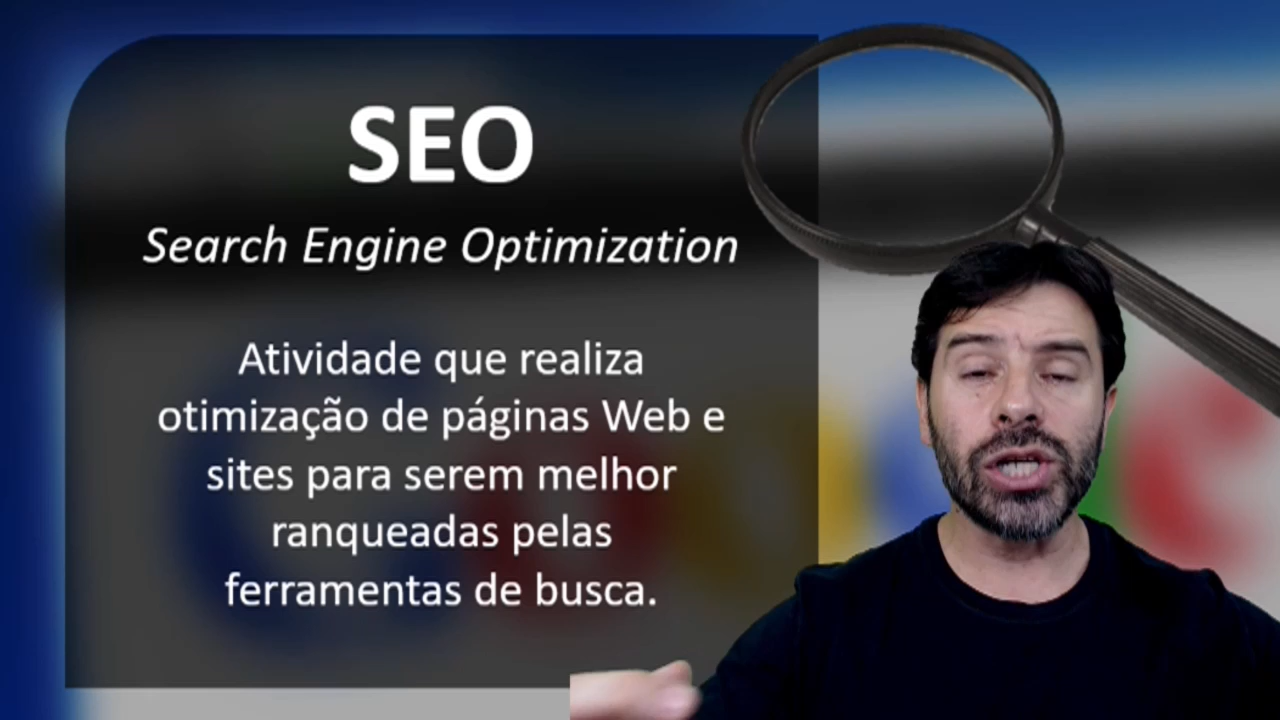 SEO
Search Engine Optimization
Atividade que realiza
otimização de páginas Web e
sites para serem melhor
ranqueadas pelas
ferramentas de busca.